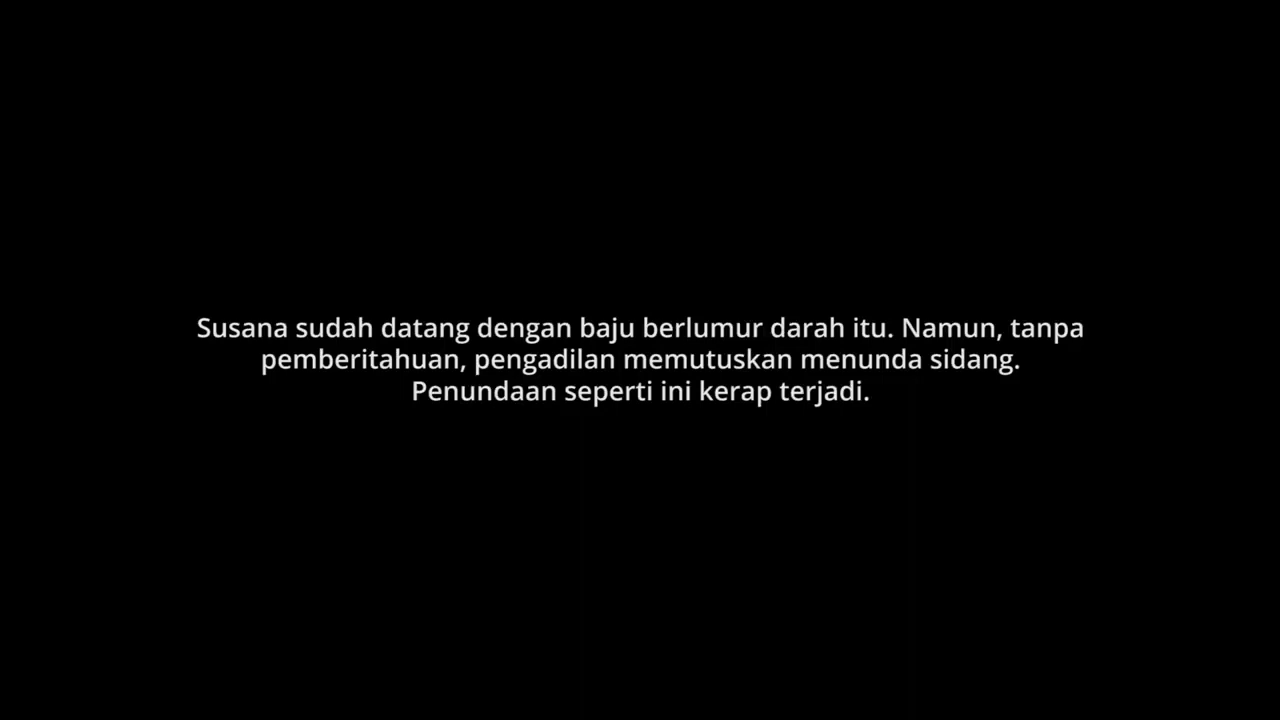 Susana sudah datang dengan baju berlumur darah itu. Namun, tanpa
pemberitahuan, pengadilan memutuskan menunda sidang.
Penundaan seperti ini kerap terjadi.